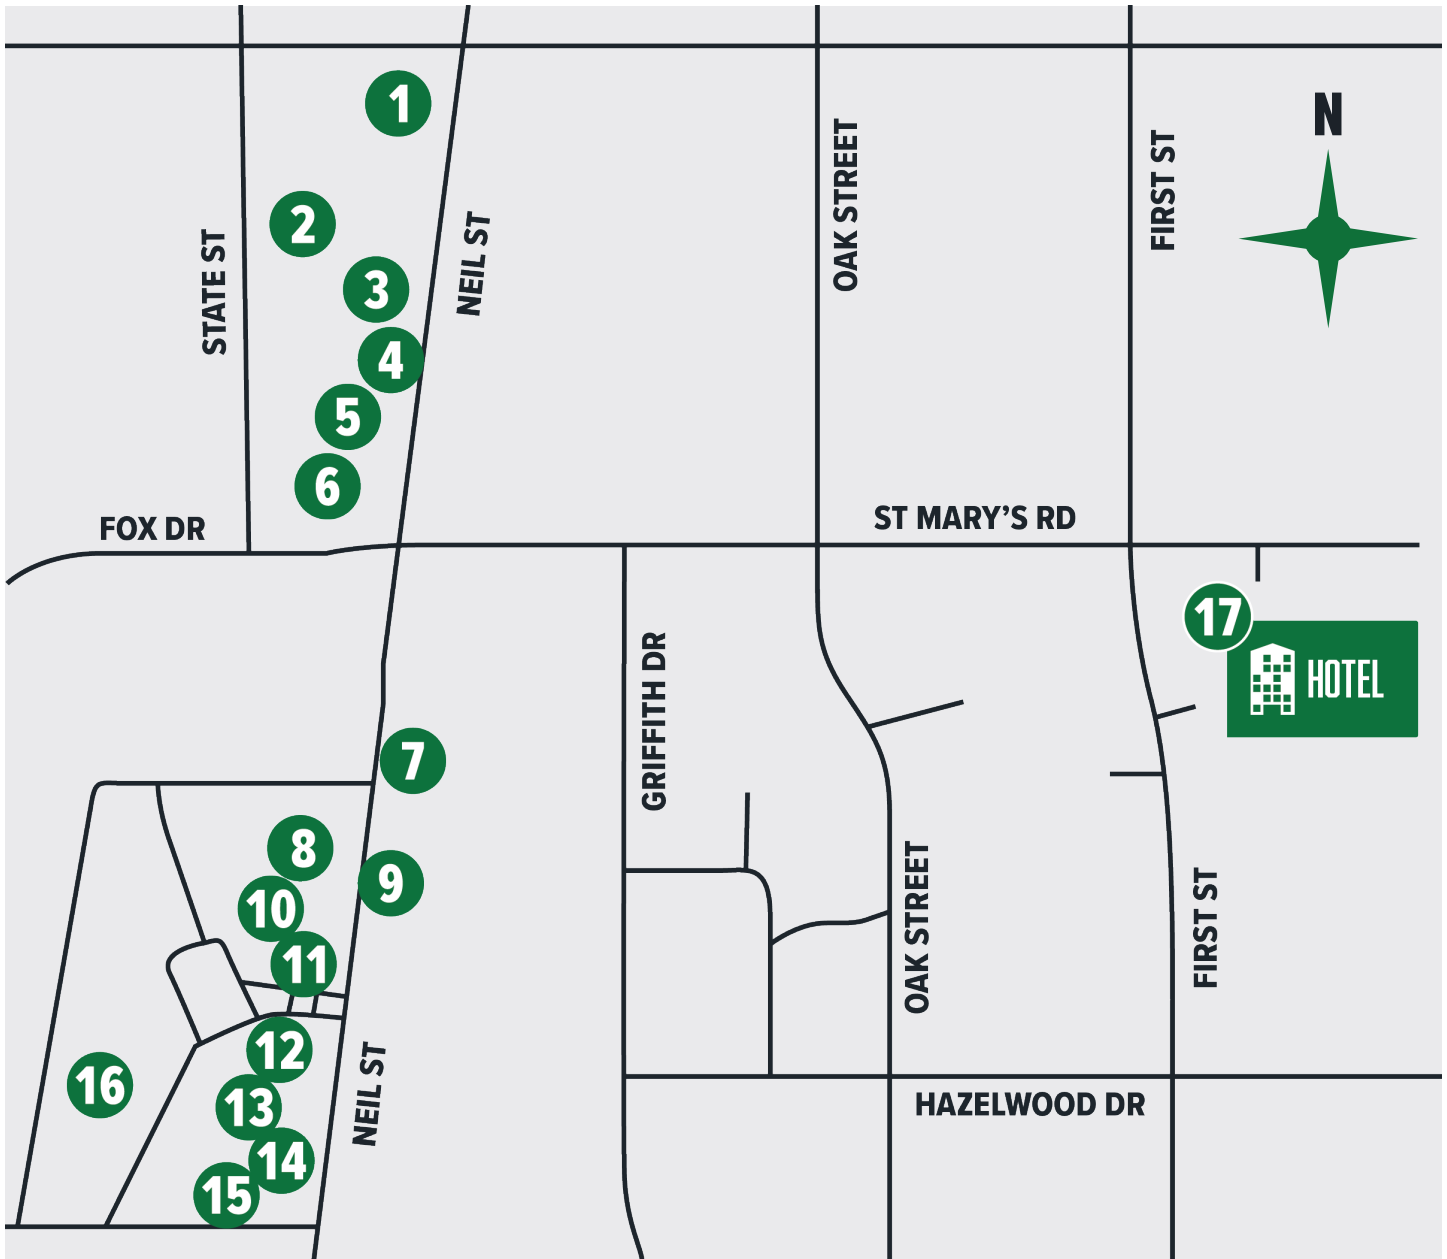 1
N
OAK STREET
FIRST ST
2
NEIL ST
STATE ST
3
4
5
6
FOX DR
ST MARY'S RD
17
HOTEL
GRIFFITH DR
7
8
9
10
OAK STREET
FIRST ST
11
12
NEIL ST
16
13
HAZELWOOD DR
14
15